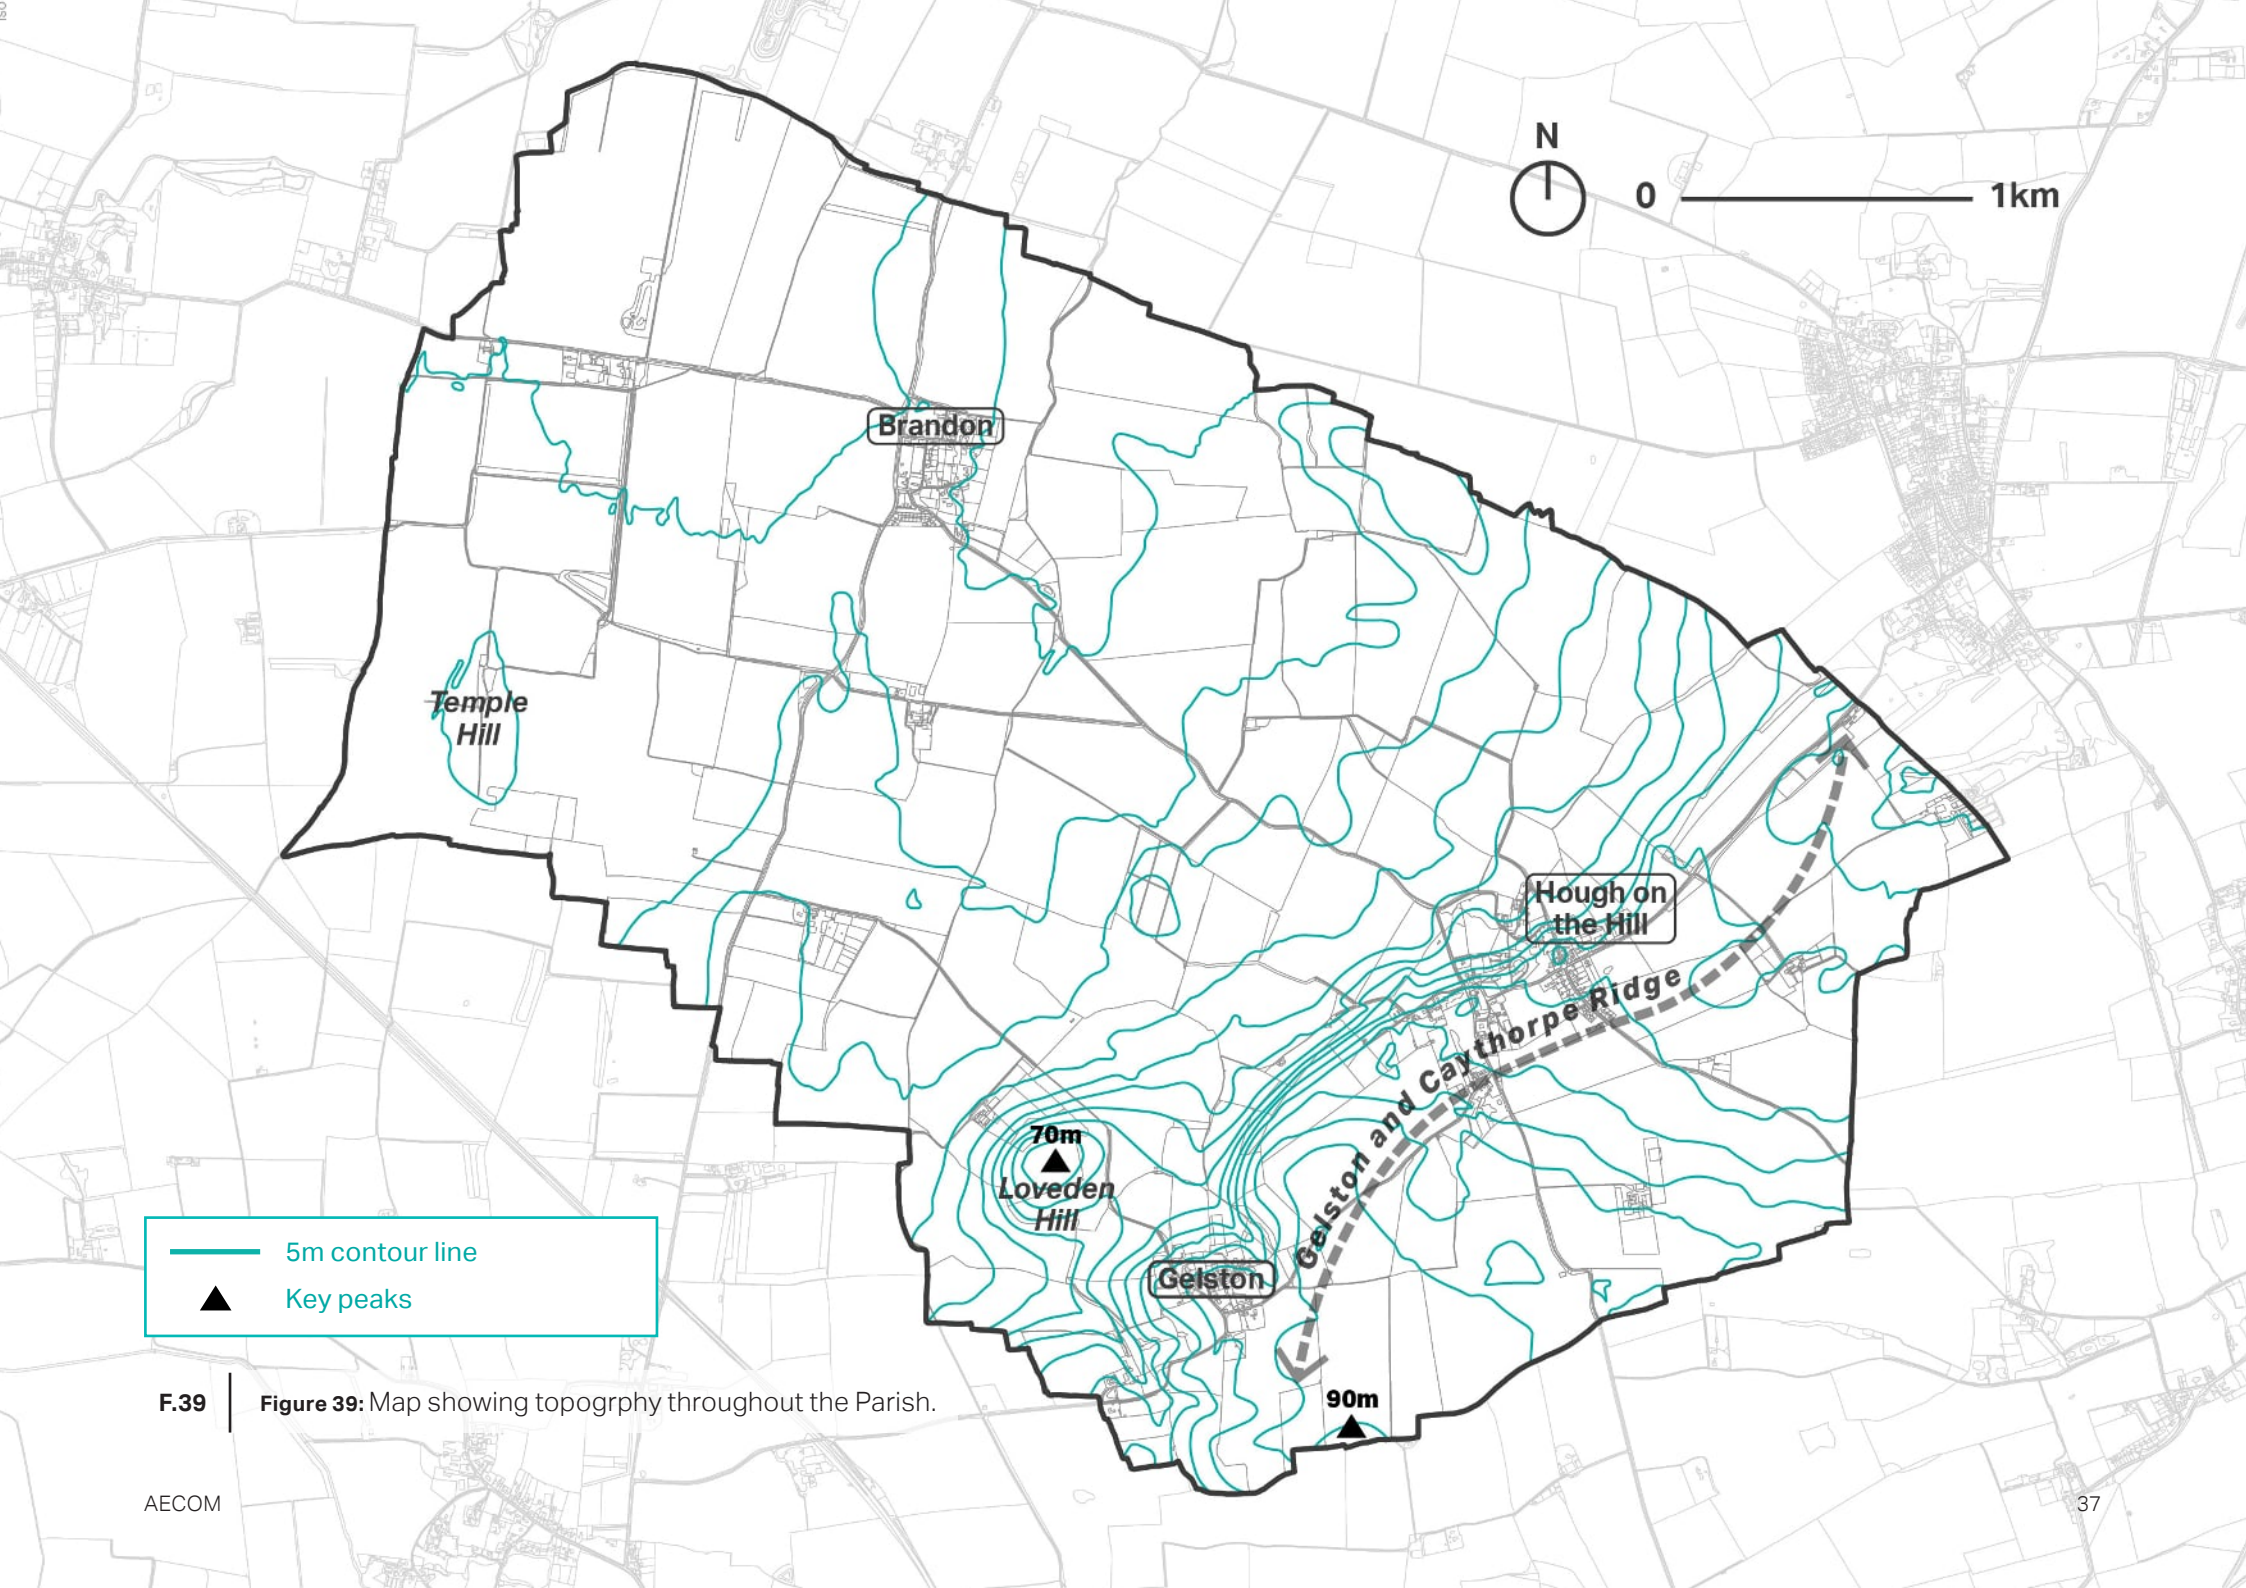 N
0 1km
Brandon
Temple
Hill
Hough on
the Hill
Gelston and Caythorpe Ridge
70m
Loveden
Hill
Gelston
90m
5m contour line
Key peaks
F.39 Figure 39: Map showing topogrphy throughout the Parish.
AECOM
37